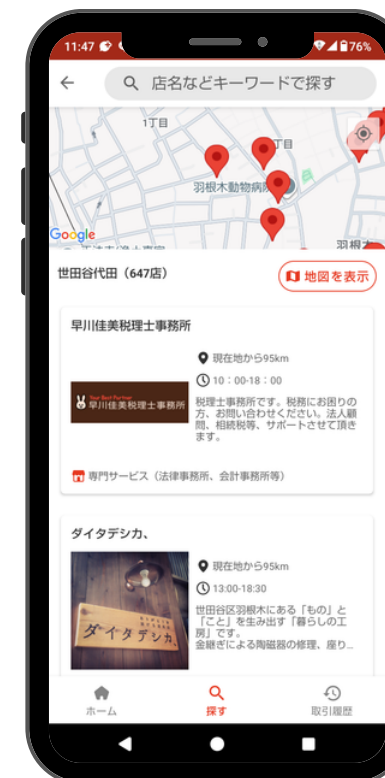 11:47
76%
店名などキーワードで探す
1丁目
丁目
羽根木動物病院
Google
世田谷代田（647店）
地図を表示
早川佳美税理士事務所
現在地から95km
10：00-18：00
Your Best Partner
早川佳美税理士事務所
税理士事務所です。税務にお困りの
方、お問い合わせください。法人顧
問、相続税等、サポートさせて頂き
ます。
専門サービス（法律事務所、会計事務所等）
ダイタデシカ、
現在地から95km
13:00-18:30
ダイタデシカ、
世田谷区羽根木にある「もの」と
「こと」を生み出す「暮らしの工
房」です。
金継ぎによる陶磁器の修理、座り...
ホーム
探す
取引履歴